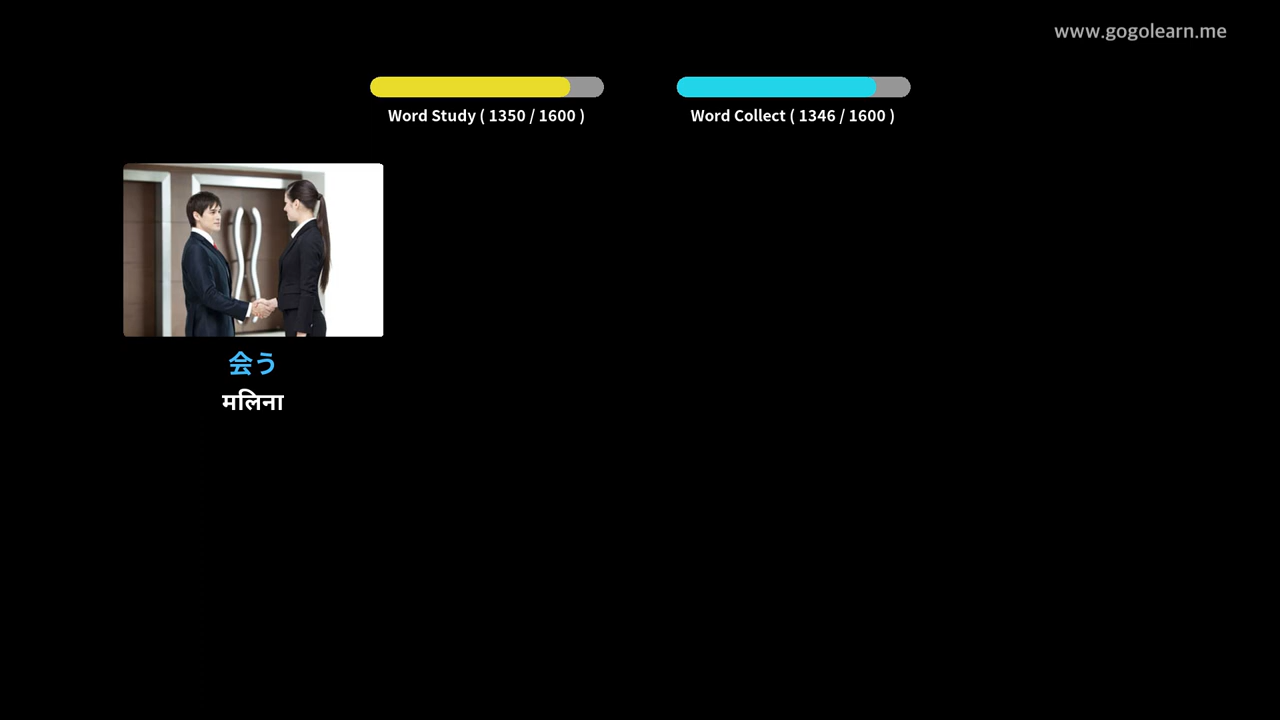 www.gogolearn.me
Word Study ( 1350 / 1600 )
Word Collect ( 1346 / 1600 )
会う
मलिना